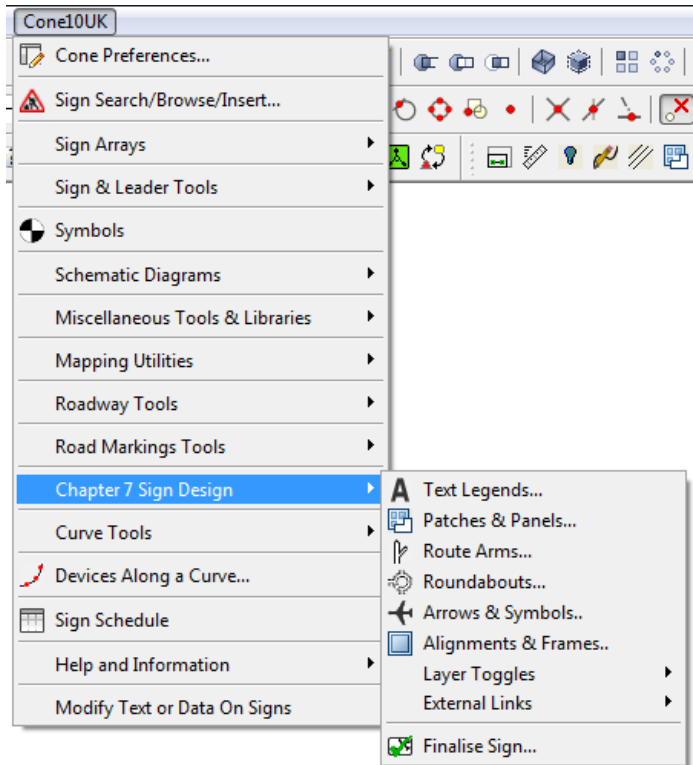 Cone10UK
Cone Preferences...
Sign Search/Browse/Insert...
Sign Arrays
Sign & Leader Tools
Symbols
Schematic Diagrams
Miscellaneous Tools & Libraries
Mapping Utilities
Roadway Tools
Road Markings Tools
Chapter 7 Sign Design
Curve Tools
Devices Along a Curve...
Sign Schedule
Help and Information
Modify Text or Data On Signs
Text Legends...
Patches & Panels...
Route Arms...
Roundabouts...
Arrows & Symbols..
Alignments & Frames..
Layer Toggles
External Links
Finalise Sign...